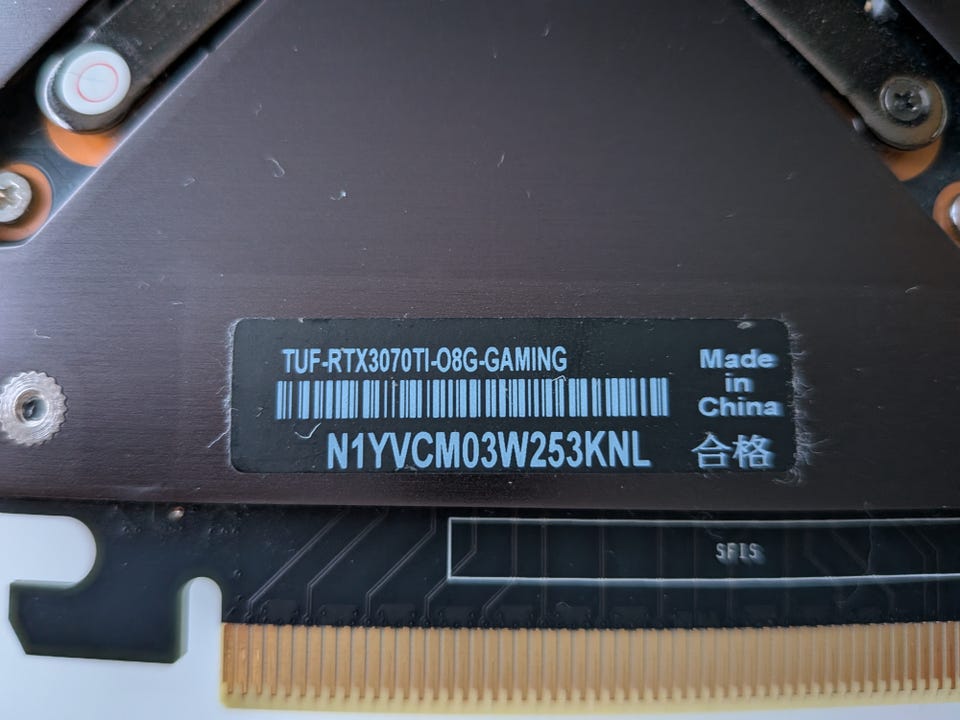 TUF-RTX3070TI-O8G-GAMING
N1YVCM03W253KNL
Made
in
China
合格
SFIS